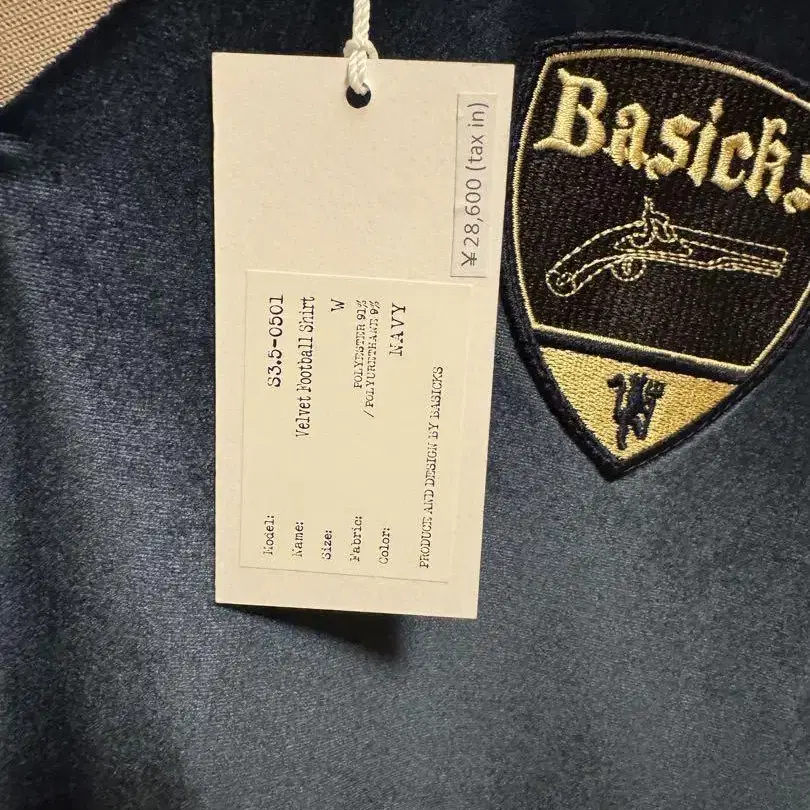 Basicks
¥28,600 (tax in)
Model: S3.5-0501
Name: Velvet Football Shirt
Size: W
Fabric: POLYESTER 91%
/POLYURETHANE 9%
Color: NAVY
PRODUCE AND DESIGN BY BASICKS